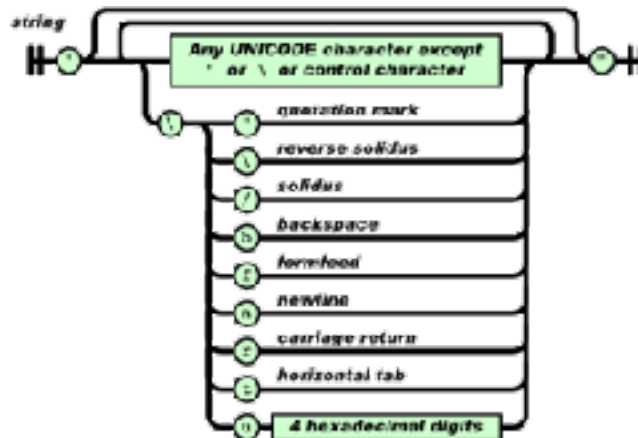 string
" Any UNICODE character except "
" or \ or control character
\ " quotation mark
\ reverse solidus
/ solidus
b backspace
f formfeed
n newline
r carriage return
t horizontal tab
u 4 hexadecimal digits